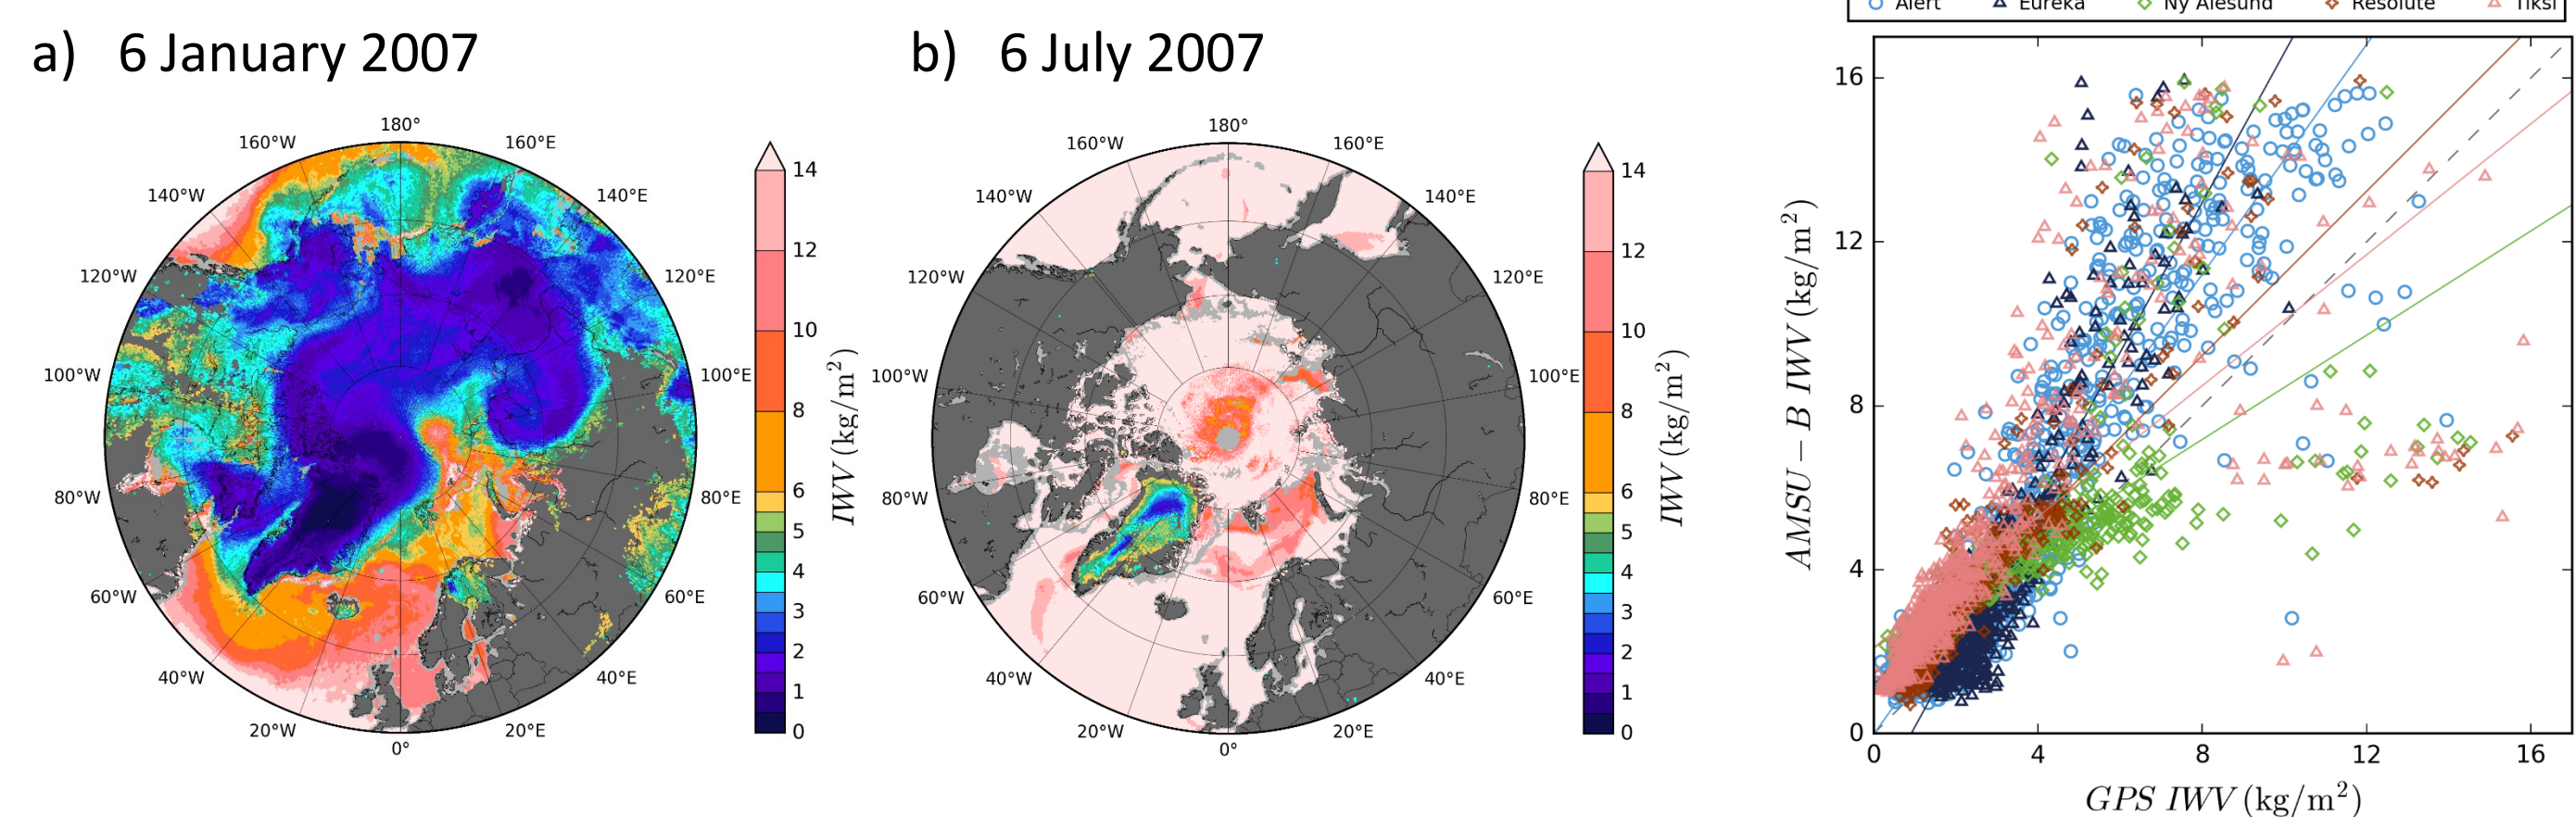 a) 6 January 2007
180°
160°W 160°E
140°W 140°E
120°W 120°E
100°W 100°E
80°W 80°E
60°W 60°E
40°W 40°E
20°W 20°E
0°
14
12
10
8
6
5
4
3
2
1
0
IWV (kg/m²)
b) 6 July 2007
180°
160°W 160°E
140°W 140°E
120°W 120°E
100°W 100°E
80°W 80°E
60°W 60°E
40°W 40°E
20°W 20°E
0°
14
12
10
8
6
5
4
3
2
1
0
IWV (kg/m²)
Alert Eureka Ny Alesund Resolute Tiksi
16
12
8
4
0
AMSU − B IWV (kg/m²)
0 4 8 12 16
GPS IWV (kg/m²)